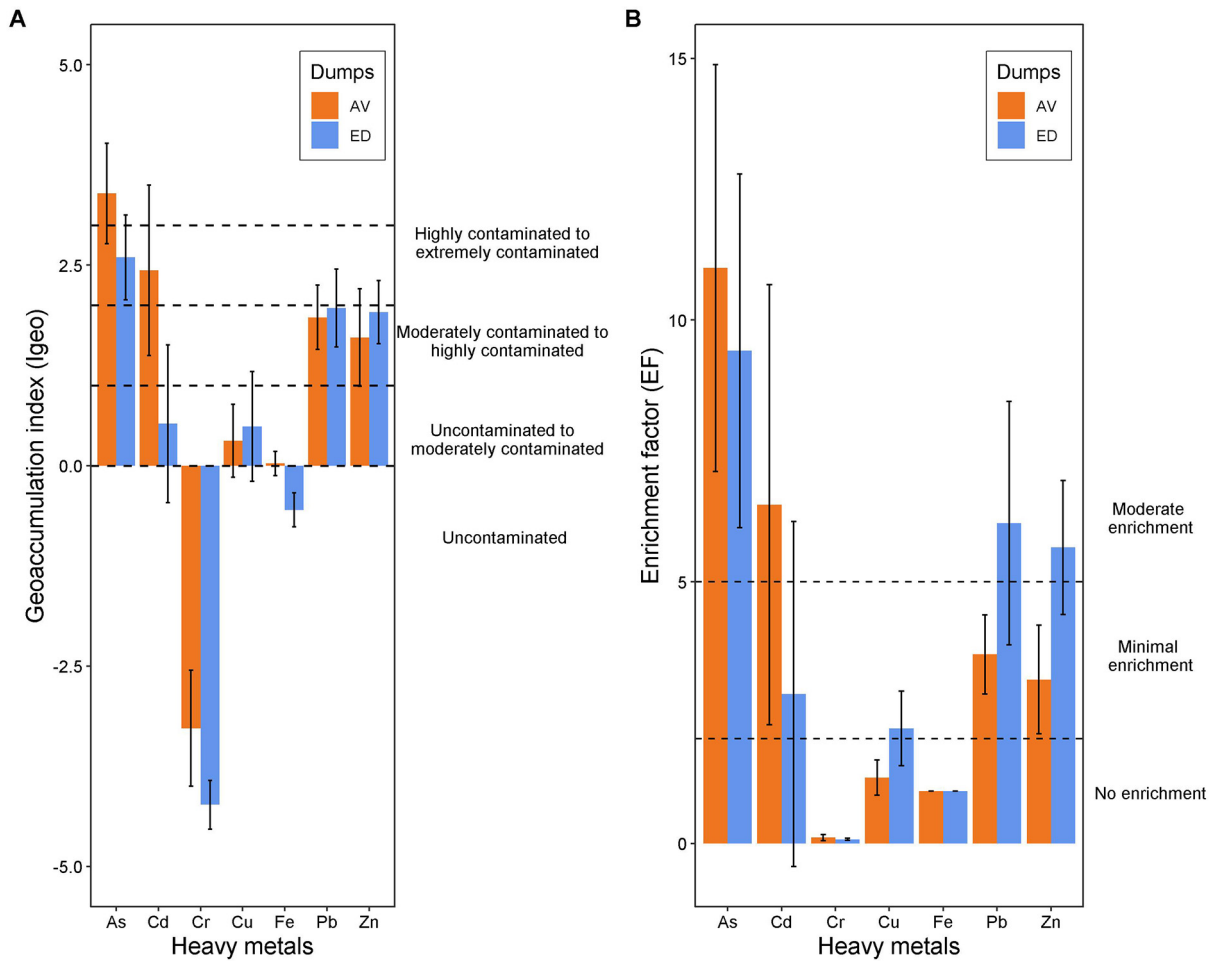 A
Geoaccumulation index (Igeo)
5.0
2.5
0.0
-2.5
-5.0
Dumps
AV
ED
Highly contaminated to
extremely contaminated
Moderately contaminated to
highly contaminated
Uncontaminated to
moderately contaminated
Uncontaminated
As Cd Cr Cu Fe Pb Zn
Heavy metals
B
Enrichment factor (EF)
15
10
5
0
Dumps
AV
ED
Moderate
enrichment
Minimal
enrichment
No enrichment
As Cd Cr Cu Fe Pb Zn
Heavy metals